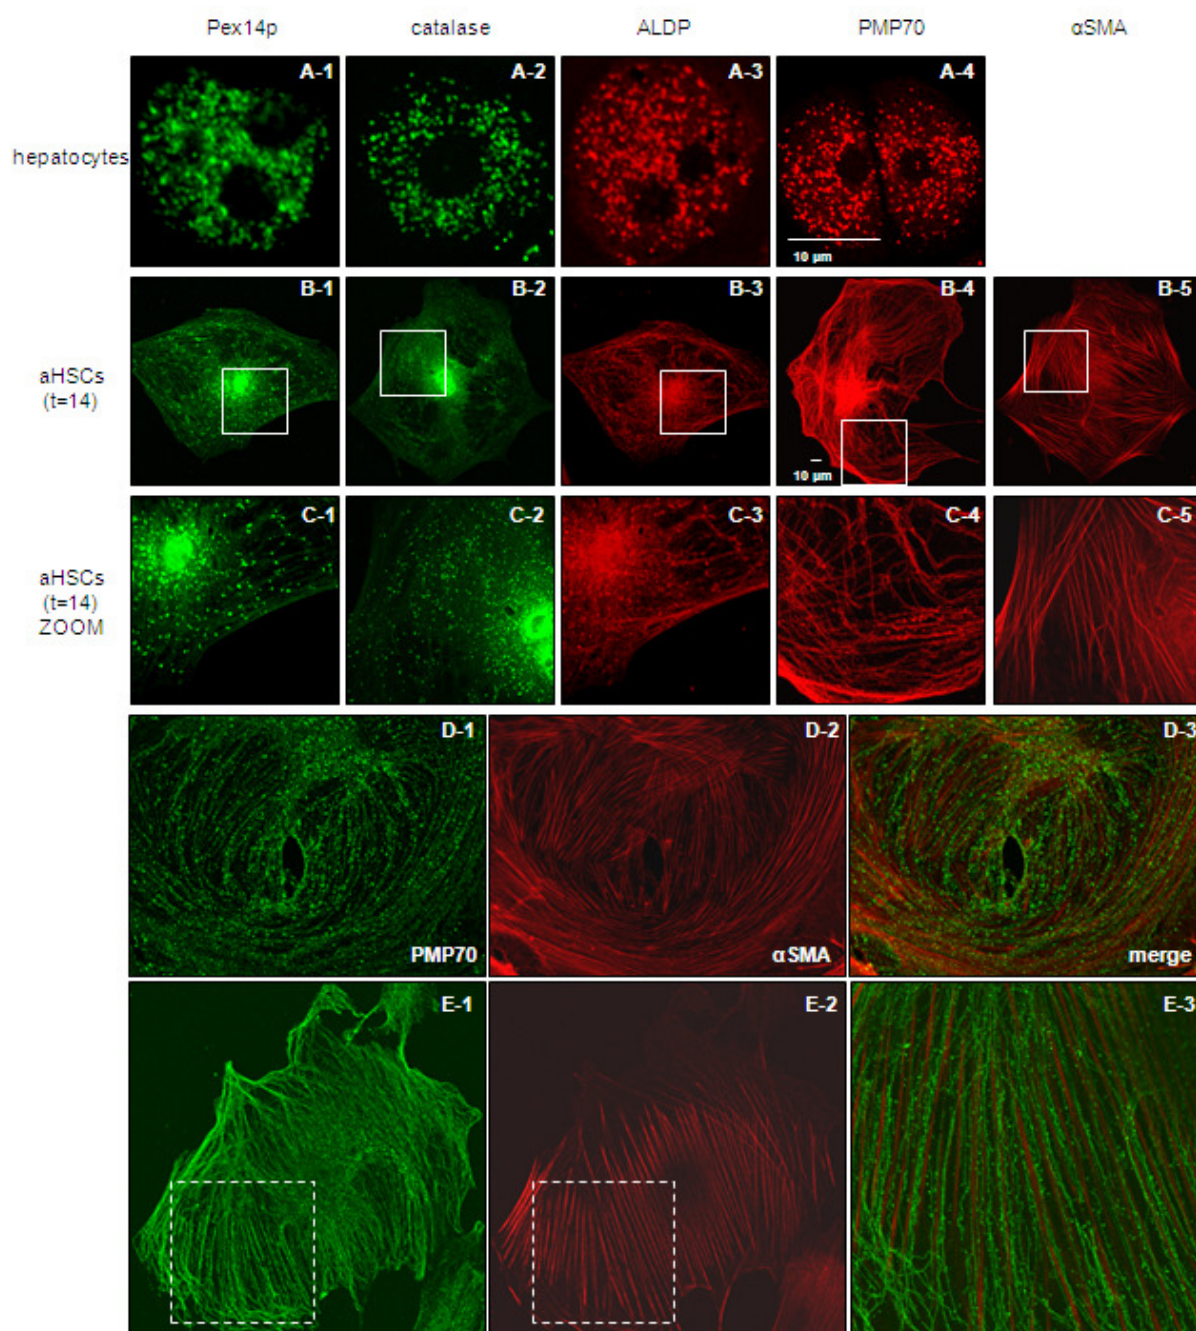 Pex14p catalase ALDP PMP70 αSMA
hepatocytes A-1 A-2 A-3 A-4
10 µm
aHSCs (t=14) B-1 B-2 B-3 B-4 B-5
10 µm
aHSCs (t=14) ZOOM C-1 C-2 C-3 C-4 C-5
D-1 D-2 D-3
PMP70 αSMA merge
E-1 E-2 E-3